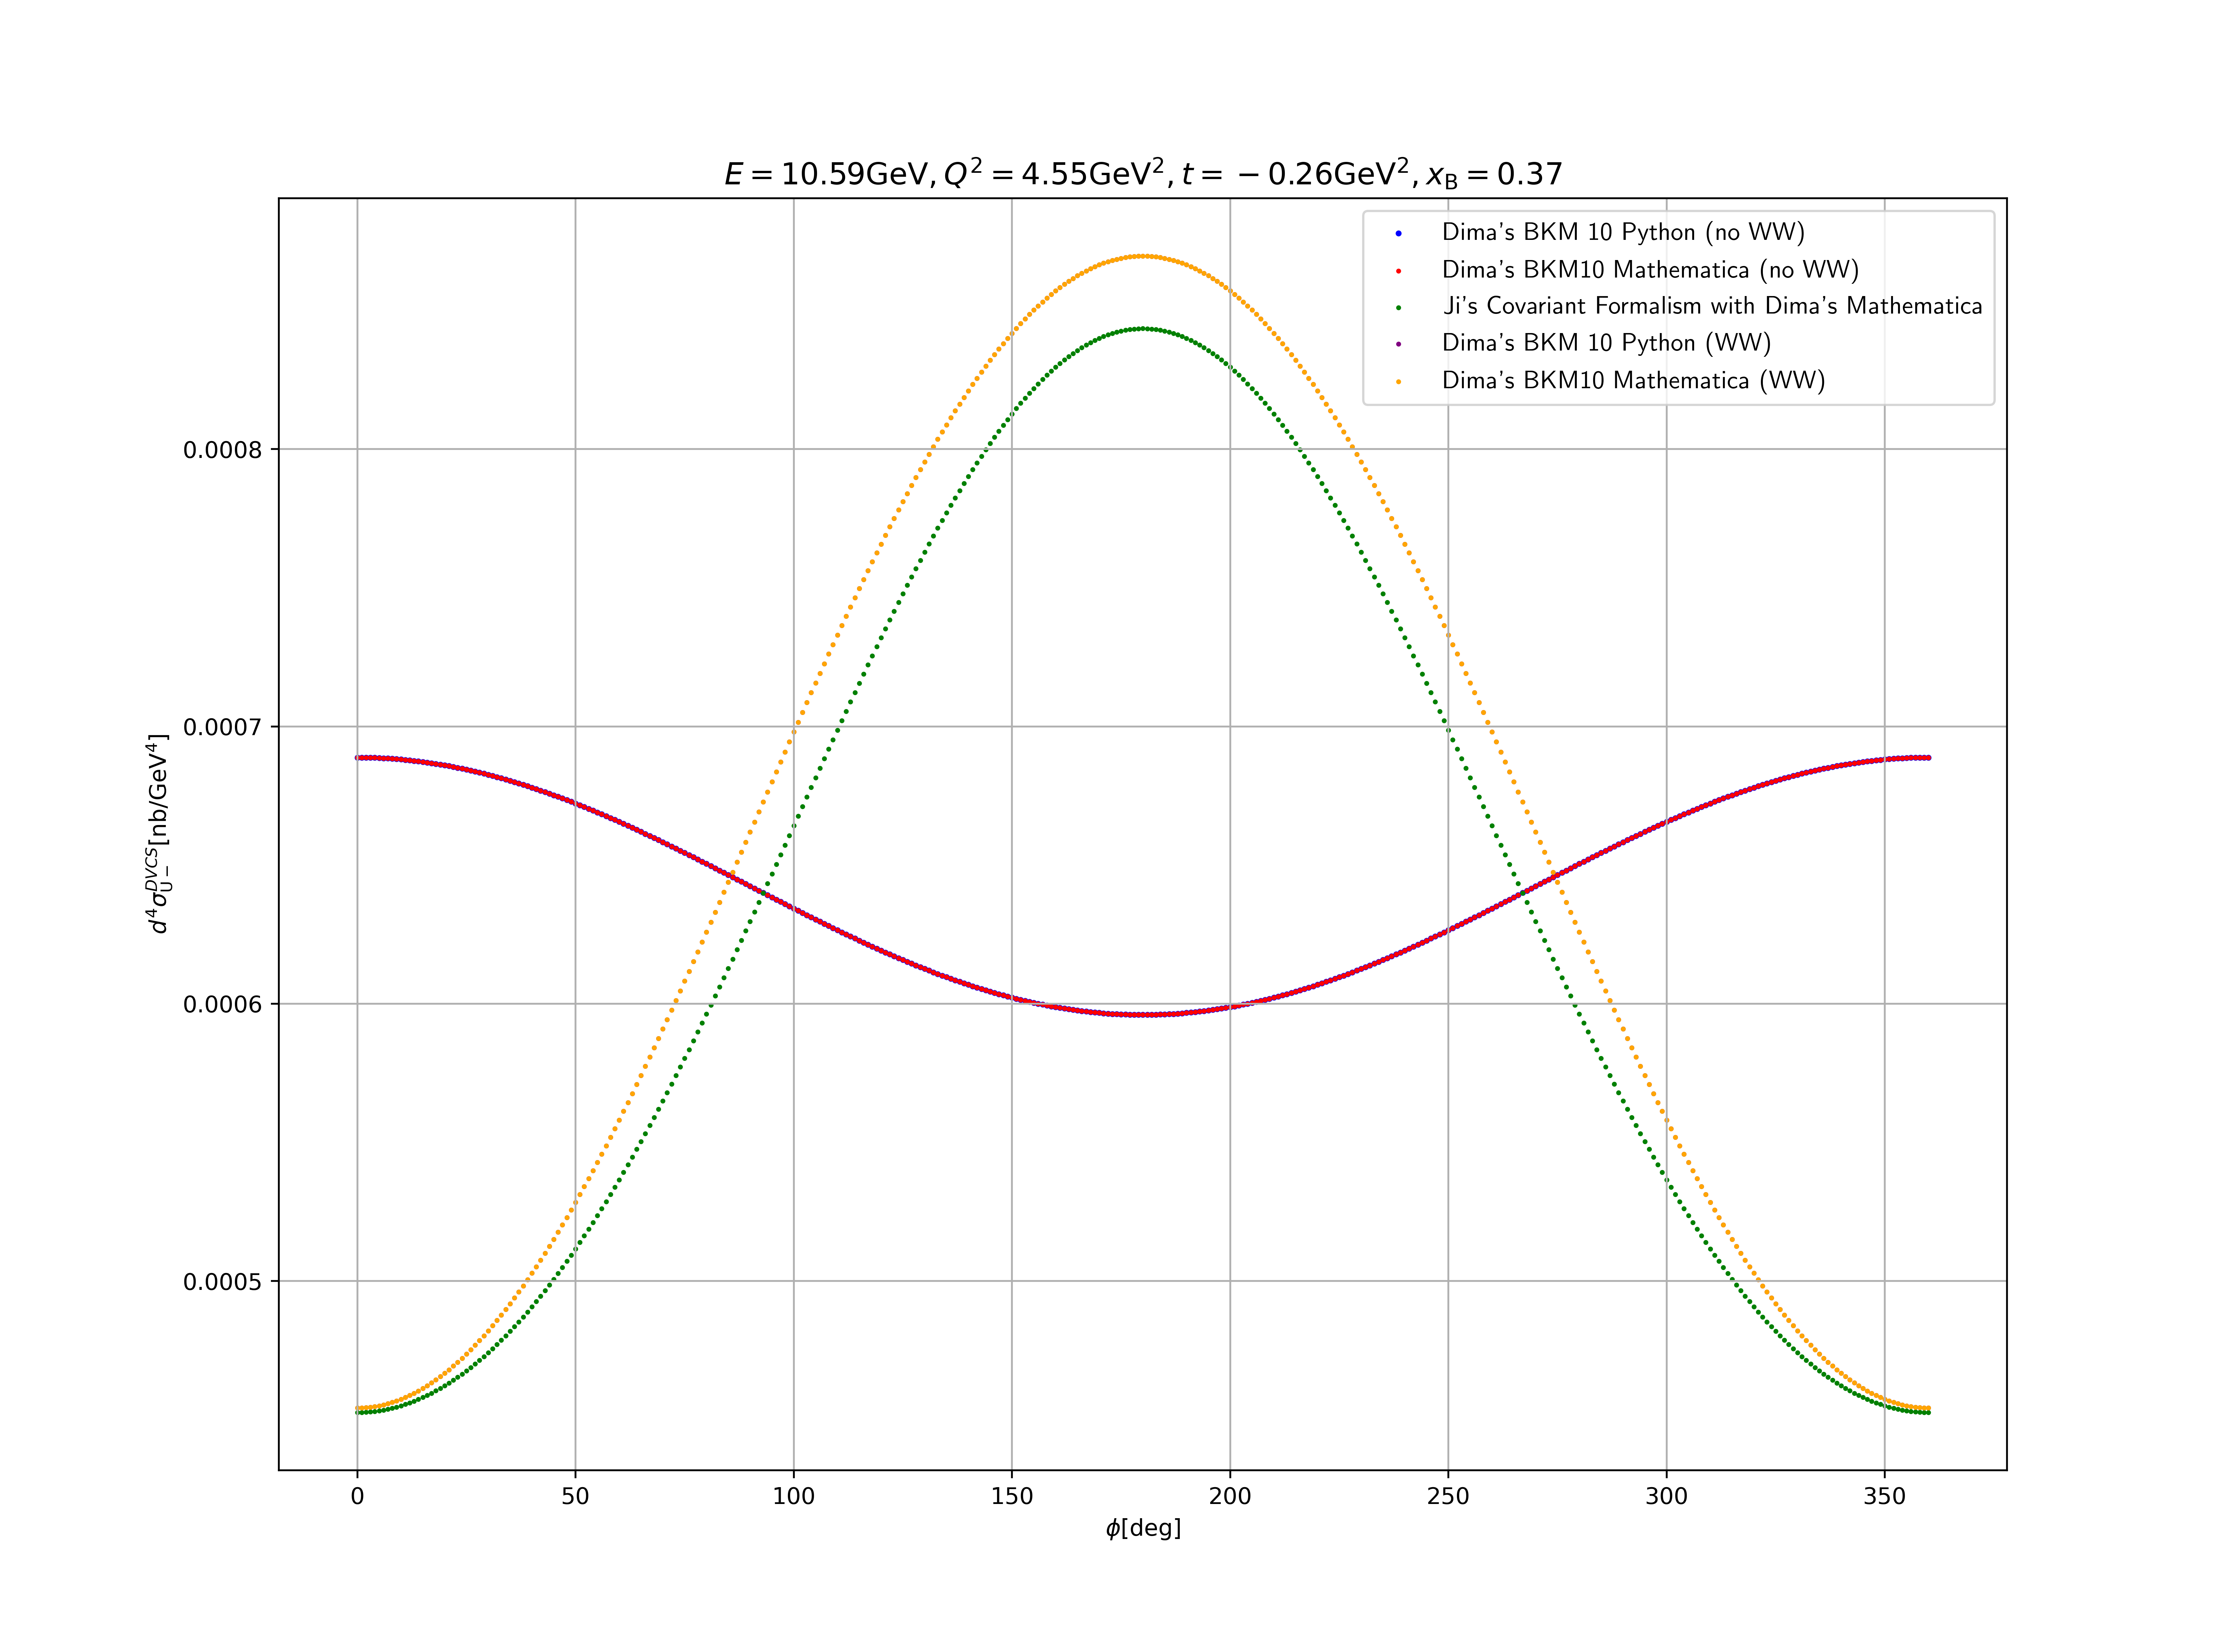 E = 10.59GeV, Q² = 4.55GeV², t = −0.26GeV², x_B = 0.37
Dima's BKM 10 Python (no WW)
Dima's BKM10 Mathematica (no WW)
Ji's Covariant Formalism with Dima's Mathematica
Dima's BKM 10 Python (WW)
Dima's BKM10 Mathematica (WW)
d⁴σ_U−^DVCS [nb/GeV⁴]
0.0008
0.0007
0.0006
0.0005
0 50 100 150 200 250 300 350
ϕ[deg]